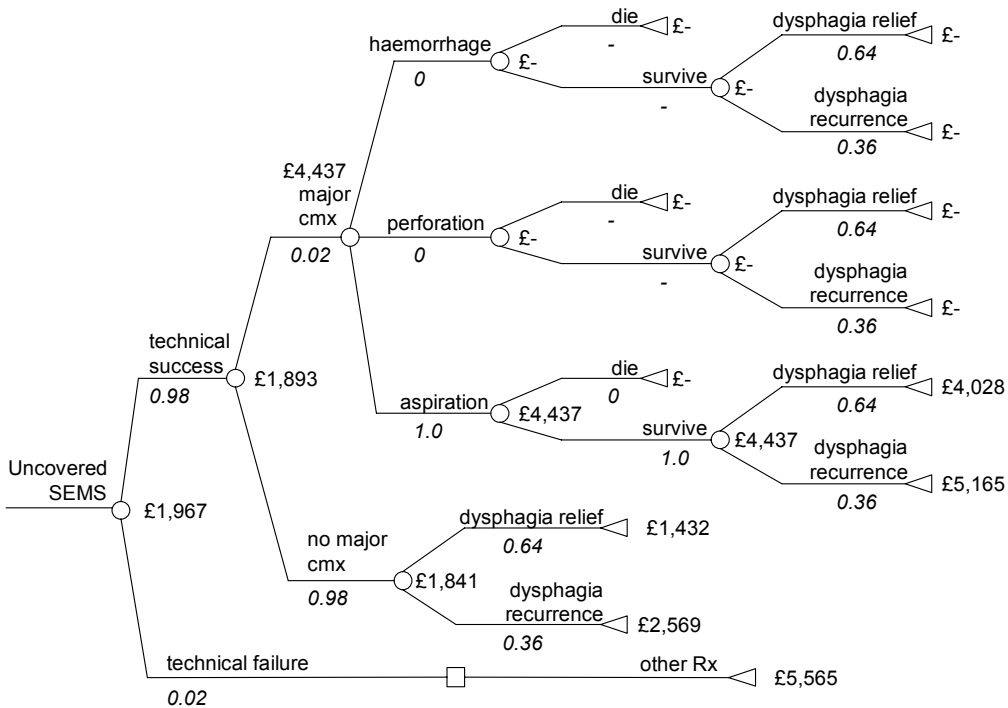 die
£-
-
haemorrhage
0
£-
survive
-
£-
dysphagia relief
0.64
£-
dysphagia
recurrence
0.36
£-
£4,437
major
cmx
0.02
perforation
0
£-
die
-
£-
survive
-
£-
dysphagia relief
0.64
£-
dysphagia
recurrence
0.36
£-
technical
success
0.98
£1,893
aspiration
1.0
£4,437
die
0
£-
survive
1.0
£4,437
dysphagia relief
0.64
£4,028
dysphagia
recurrence
0.36
£5,165
Uncovered
SEMS
£1,967
no major
cmx
0.98
£1,841
dysphagia relief
0.64
£1,432
dysphagia
recurrence
0.36
£2,569
technical failure
0.02
other Rx
£5,565